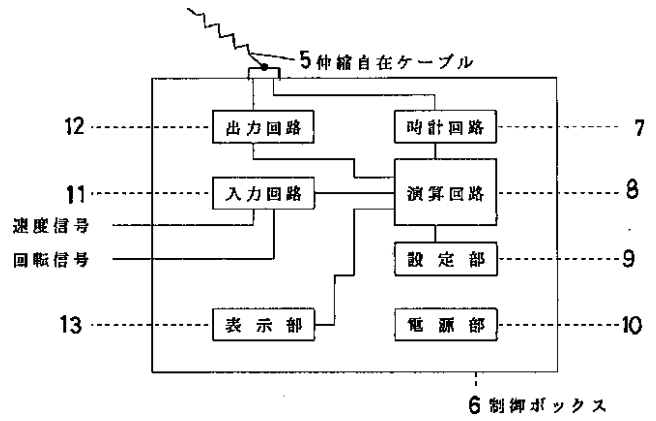 5伸縮自在ケーブル
12 出力回路 時計回路 7
11 入力回路 演算回路 8
速度信号
回転信号
設定部 9
13 表示部 電源部 10
6制御ボックス